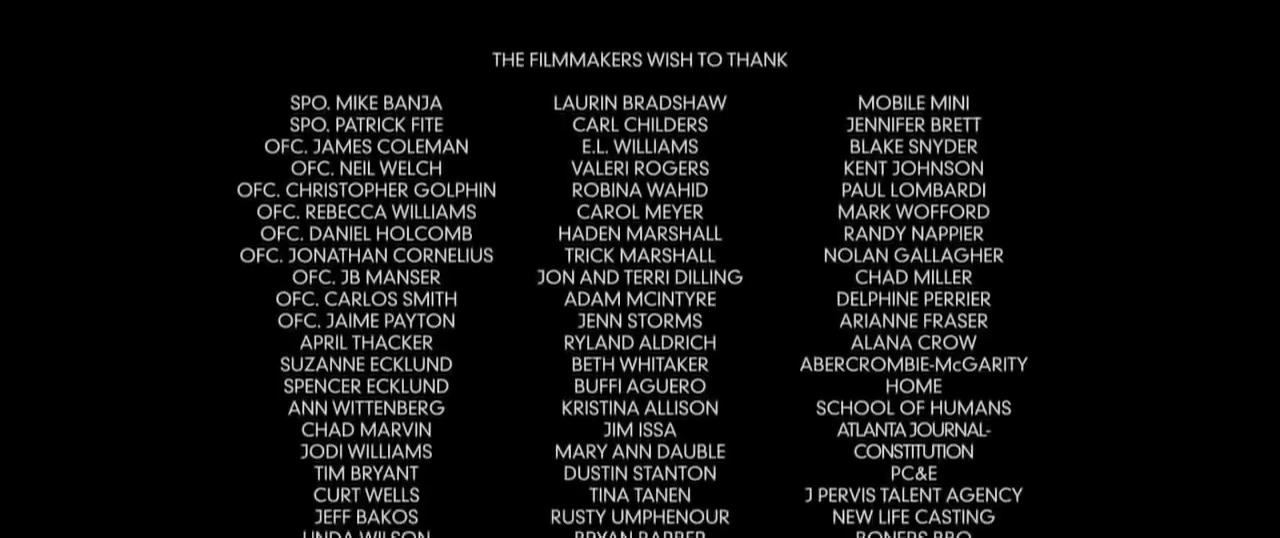 THE FILMMAKERS WISH TO THANK
SPO. MIKE BANJA
SPO. PATRICK FITE
OFC. JAMES COLEMAN
OFC. NEIL WELCH
OFC. CHRISTOPHER GOLPHIN
OFC. REBECCA WILLIAMS
OFC. DANIEL HOLCOMB
OFC. JONATHAN CORNELIUS
OFC. JB MANSER
OFC. CARLOS SMITH
OFC. JAIME PAYTON
APRIL THACKER
SUZANNE ECKLUND
SPENCER ECKLUND
ANN WITTENBERG
CHAD MARVIN
JODI WILLIAMS
TIM BRYANT
CURT WELLS
JEFF BAKOS
LINDA WILSON
LAURIN BRADSHAW
CARL CHILDERS
E.L. WILLIAMS
VALERI ROGERS
ROBINA WAHID
CAROL MEYER
HADEN MARSHALL
TRICK MARSHALL
JON AND TERRI DILLING
ADAM MCINTYRE
JENN STORMS
RYLAND ALDRICH
BETH WHITAKER
BUFFI AGUERO
KRISTINA ALLISON
JIM ISSA
MARY ANN DAUBLE
DUSTIN STANTON
TINA TANEN
RUSTY UMPHENOUR
BRYAN BARBER
MOBILE MINI
JENNIFER BRETT
BLAKE SNYDER
KENT JOHNSON
PAUL LOMBARDI
MARK WOFFORD
RANDY NAPPIER
NOLAN GALLAGHER
CHAD MILLER
DELPHINE PERRIER
ARIANNE FRASER
ALANA CROW
ABERCROMBIE-McGARITY
HOME
SCHOOL OF HUMANS
ATLANTA JOURNAL-
CONSTITUTION
PC&E
J PERVIS TALENT AGENCY
NEW LIFE CASTING
BONERS BBQ